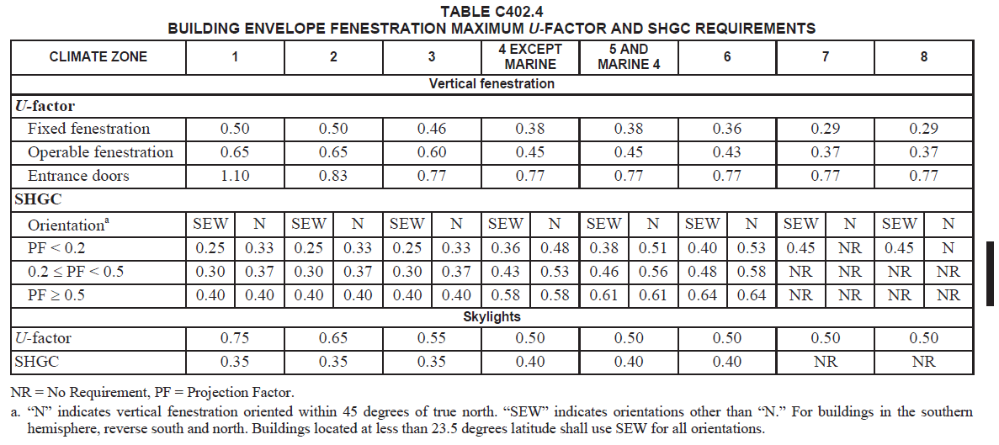 TABLE C402.4
BUILDING ENVELOPE FENESTRATION MAXIMUM U-FACTOR AND SHGC REQUIREMENTS
CLIMATE ZONE 1 2 3 4 EXCEPT MARINE 5 AND MARINE 4 6 7 8
Vertical fenestration
U-factor
Fixed fenestration 0.50 0.50 0.46 0.38 0.38 0.36 0.29 0.29
Operable fenestration 0.65 0.65 0.60 0.45 0.45 0.43 0.37 0.37
Entrance doors 1.10 0.83 0.77 0.77 0.77 0.77 0.77 0.77
SHGC
Orientationa SEW N SEW N SEW N SEW N SEW N SEW N SEW N SEW N
PF < 0.2 0.25 0.33 0.25 0.33 0.25 0.33 0.36 0.48 0.38 0.51 0.40 0.53 0.45 NR 0.45 N
0.2 ≤ PF < 0.5 0.30 0.37 0.30 0.37 0.30 0.37 0.43 0.53 0.46 0.56 0.48 0.58 NR NR NR NR
PF ≥ 0.5 0.40 0.40 0.40 0.40 0.40 0.40 0.58 0.58 0.61 0.61 0.64 0.64 NR NR NR NR
Skylights
U-factor 0.75 0.65 0.55 0.50 0.50 0.50 0.50 0.50
SHGC 0.35 0.35 0.35 0.40 0.40 0.40 NR NR
NR = No Requirement, PF = Projection Factor.
a. “N” indicates vertical fenestration oriented within 45 degrees of true north. “SEW” indicates orientations other than “N.” For buildings in the southern
hemisphere, reverse south and north. Buildings located at less than 23.5 degrees latitude shall use SEW for all orientations.